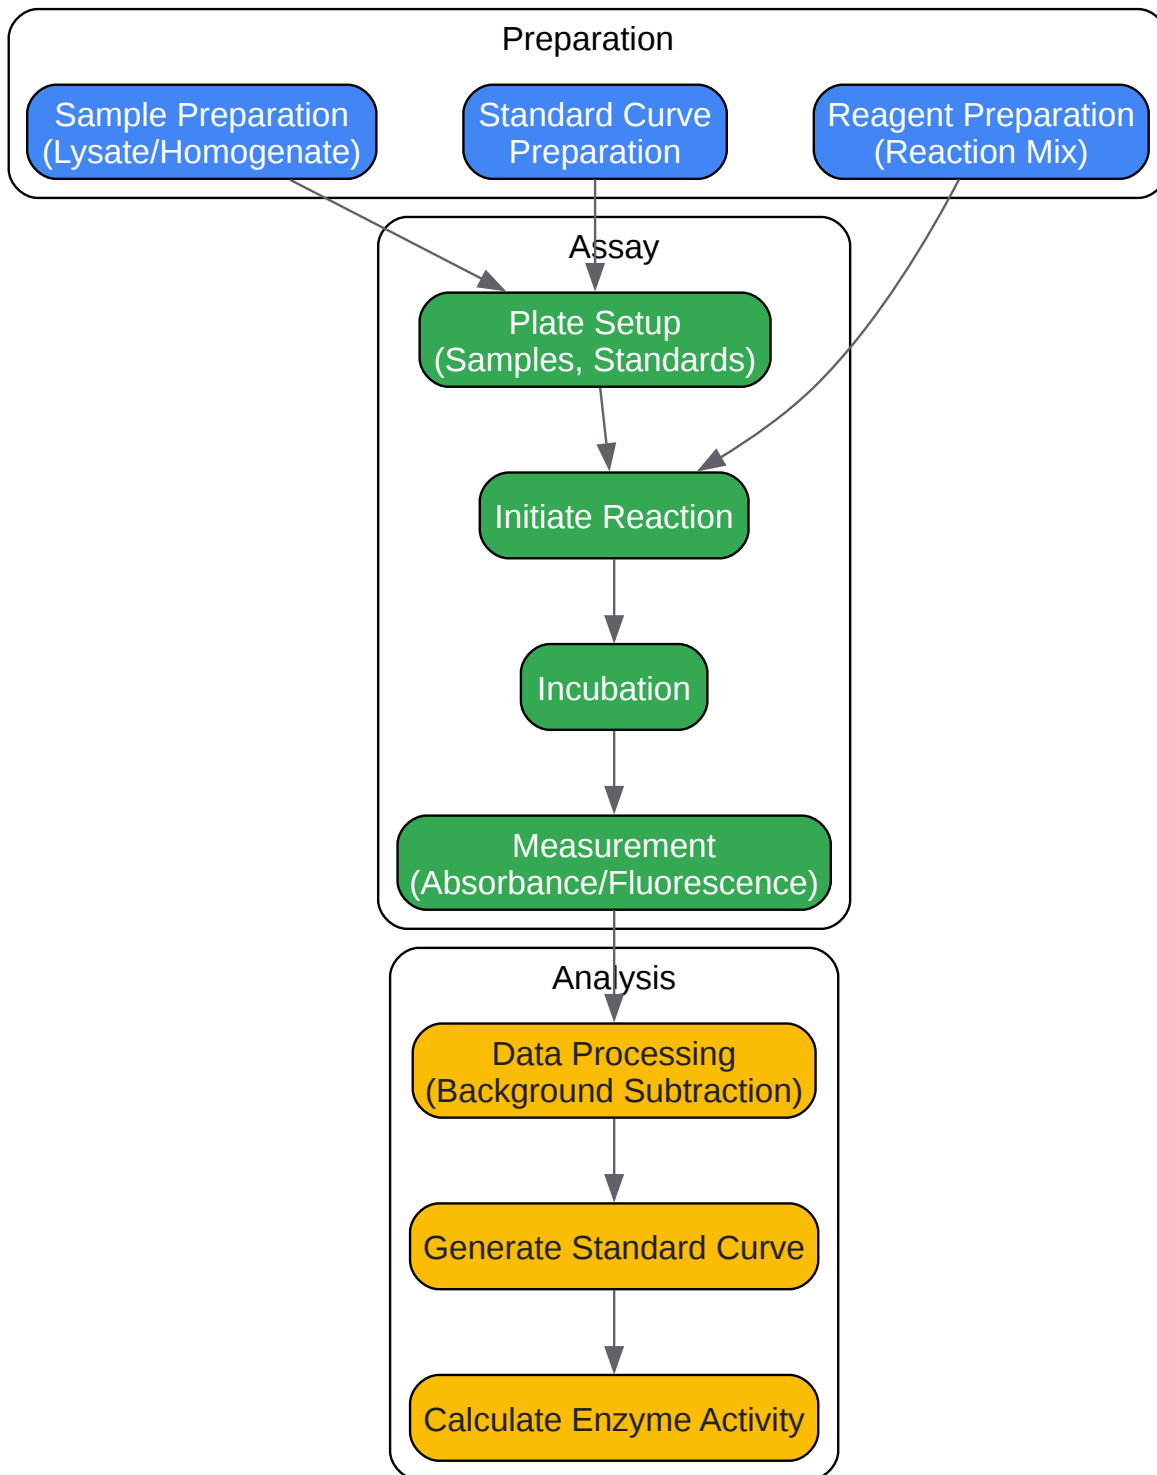 Preparation
Sample Preparation
(Lysate/Homogenate)
Standard Curve
Preparation
Reagent Preparation
(Reaction Mix)
Assay
Plate Setup
(Samples, Standards)
Initiate Reaction
Incubation
Measurement
(Absorbance/Fluorescence)
Analysis
Data Processing
(Background Subtraction)
Generate Standard Curve
Calculate Enzyme Activity